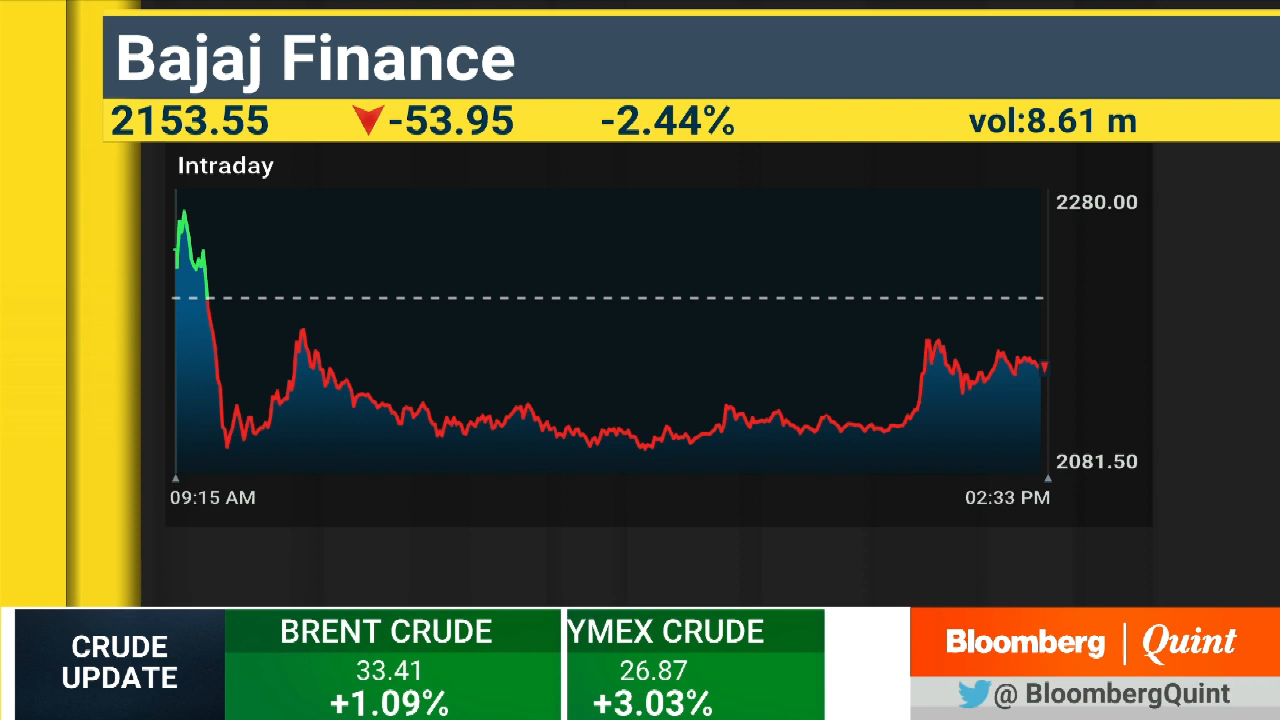 Bajaj Finance
2153.55 -53.95 -2.44% vol:8.61 m
Intraday
2280.00
2081.50
09:15 AM 02:33 PM
CRUDE
UPDATE
BRENT CRUDE
33.41
+1.09%
YMEX CRUDE
26.87
+3.03%
Bloomberg | Quint
@ BloombergQuint